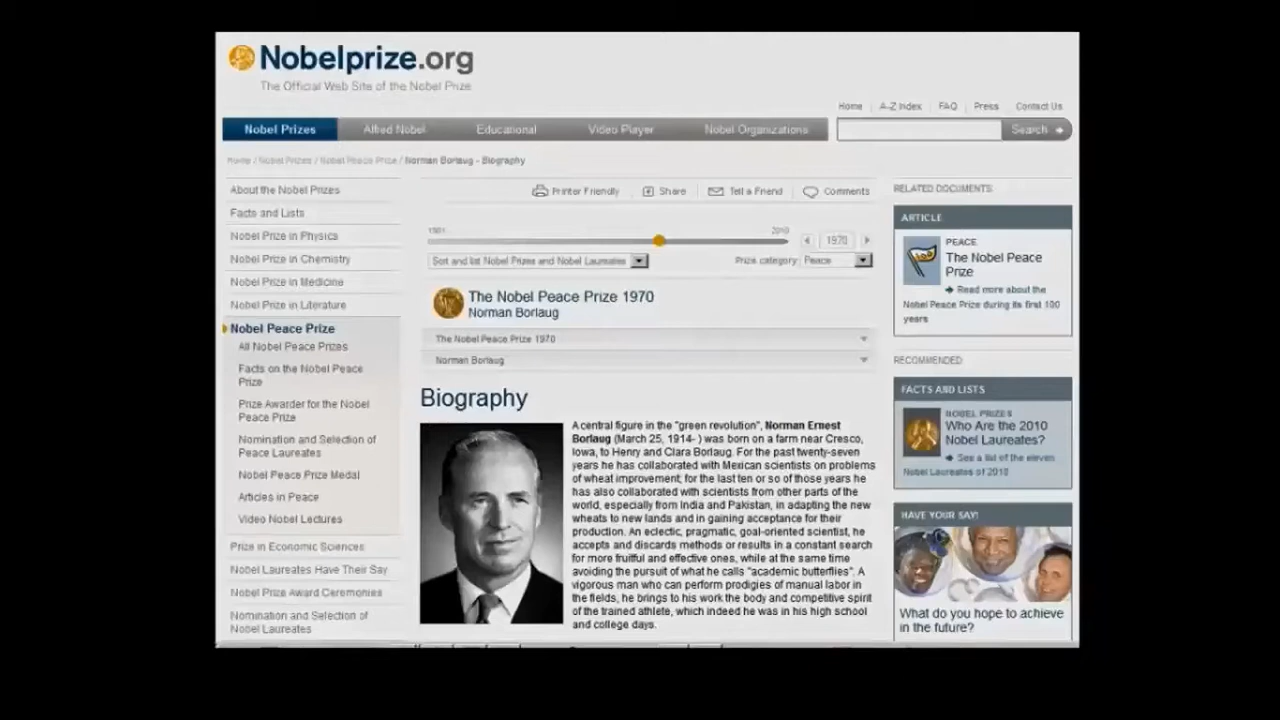 Nobelprize.org
The Official Web Site of the Nobel Prize
Home A-Z Index FAQ Press Contact Us
Nobel Prizes Alfred Nobel Educational Video Player Nobel Organizations Search
Home / Nobel Prizes / Nobel Peace Prize / Norman Borlaug - Biography
About the Nobel Prizes
Facts and Lists
Nobel Prize in Physics
Nobel Prize in Chemistry
Nobel Prize in Medicine
Nobel Prize in Literature
Nobel Peace Prize
All Nobel Peace Prizes
Facts on the Nobel Peace
Prize
Prize Awarder for the Nobel
Peace Prize
Nomination and Selection of
Peace Laureates
Nobel Peace Prize Medal
Articles in Peace
Video Nobel Lectures
Prize in Economic Sciences
Nobel Laureates Have Their Say
Nobel Prize Award Ceremonies
Nomination and Selection of
Nobel Laureates
Printer Friendly Share Tell a Friend Comments
1901 2010
1970
Sort and list Nobel Prizes and Nobel Laureates Prize category: Peace
The Nobel Peace Prize 1970
Norman Borlaug
The Nobel Peace Prize 1970
Norman Borlaug
Biography
A central figure in the "green revolution", Norman Ernest
Borlaug (March 25, 1914- ) was born on a farm near Cresco,
Iowa, to Henry and Clara Borlaug. For the past twenty-seven
years he has collaborated with Mexican scientists on problems
of wheat improvement; for the last ten or so of those years he
has also collaborated with scientists from other parts of the
world, especially from India and Pakistan, in adapting the new
wheats to new lands and in gaining acceptance for their
production. An eclectic, pragmatic, goal-oriented scientist, he
accepts and discards methods or results in a constant search
for more fruitful and effective ones, while at the same time
avoiding the pursuit of what he calls "academic butterflies". A
vigorous man who can perform prodigies of manual labor in
the fields, he brings to his work the body and competitive spirit
of the trained athlete, which indeed he was in his high school
and college days.
RELATED DOCUMENTS
ARTICLE
PEACE
The Nobel Peace
Prize
Read more about the
Nobel Peace Prize during its first 100
years
RECOMMENDED
FACTS AND LISTS
NOBEL PRIZES
Who Are the 2010
Nobel Laureates?
See a list of the eleven
Nobel Laureates of 2010
HAVE YOUR SAY!
What do you hope to achieve
in the future?